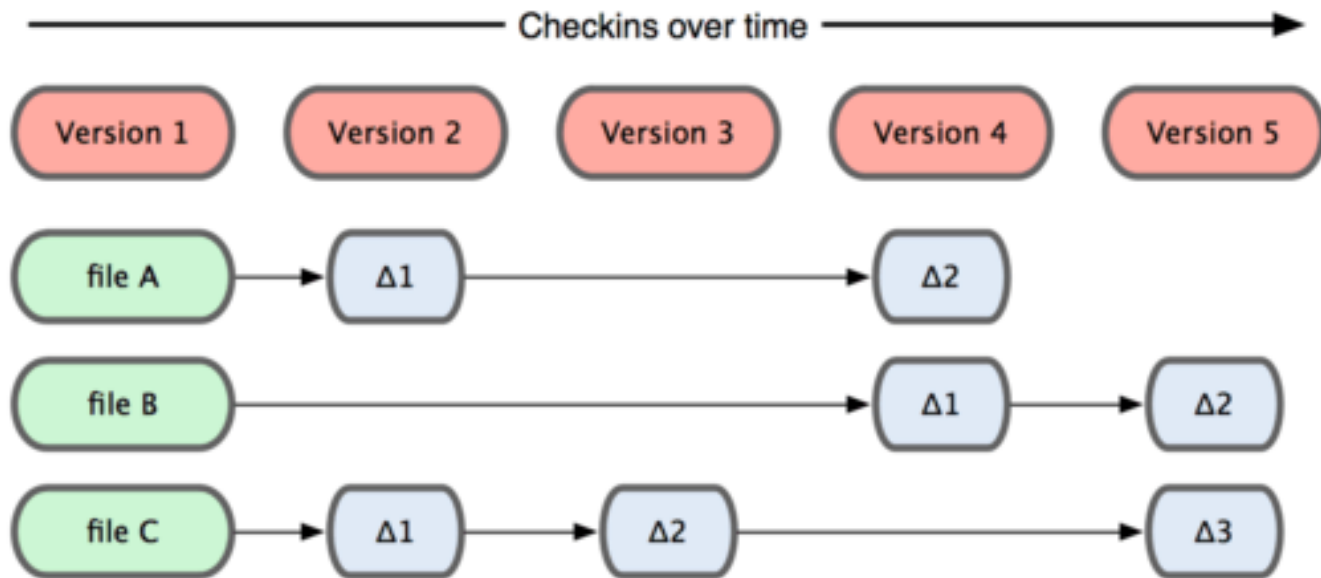 Checkins over time
Version 1 Version 2 Version 3 Version 4 Version 5
file A Δ1 Δ2
file B Δ1 Δ2
file C Δ1 Δ2 Δ3